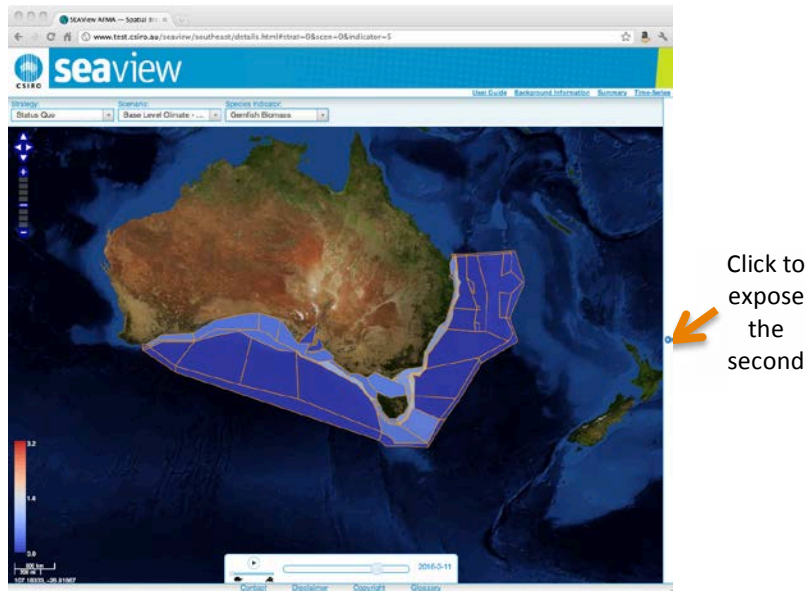 SEAView AFMA — Spatial
www.test.csiro.au/seaview/southeast/details.html#strat=0&scen=0&indicator=5
CSIRO
seaview
User Guide Background Information Summary Time-Series
Strategy: Scenario: Species Indicator:
Status Quo Base Level Climate - ... Gemfish Biomass
Click to
expose
the
second
3.2
1.6
0.0
2016-3-11
Contact Disclaimer Copyright Glossary